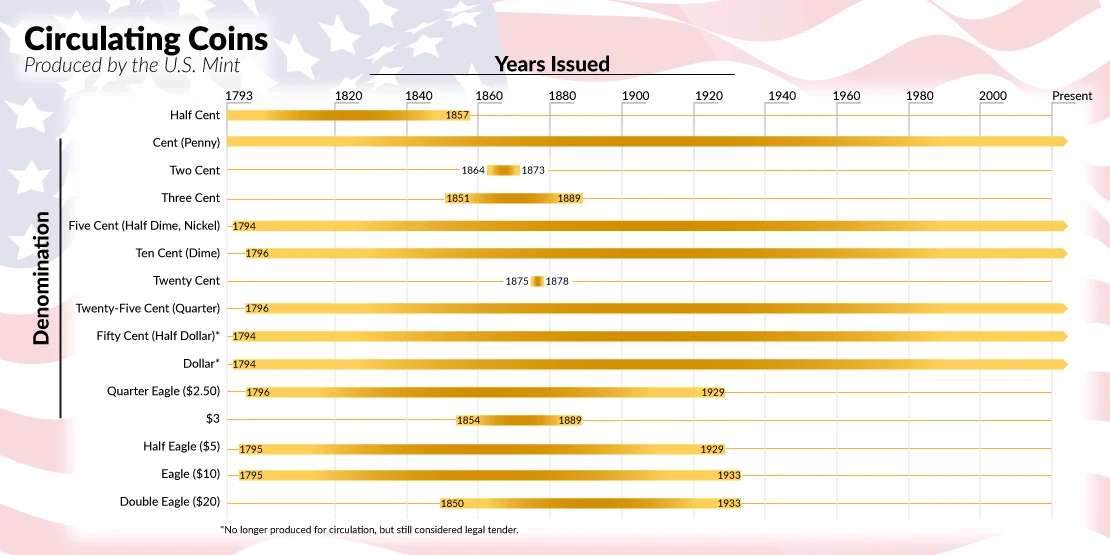 Circulating Coins
Produced by the U.S. Mint
Years Issued
1793 1820 1840 1860 1880 1900 1920 1940 1960 1980 2000 Present
Denomination
Half Cent 1857
Cent (Penny)
Two Cent 1864 1873
Three Cent 1851 1889
Five Cent (Half Dime, Nickel) 1794
Ten Cent (Dime) 1796
Twenty Cent 1875 1878
Twenty-Five Cent (Quarter) 1796
Fifty Cent (Half Dollar)* 1794
Dollar* 1794
Quarter Eagle ($2.50) 1796 1929
$3 1854 1889
Half Eagle ($5) 1795 1929
Eagle ($10) 1795 1933
Double Eagle ($20) 1850 1933
*No longer produced for circulation, but still considered legal tender.